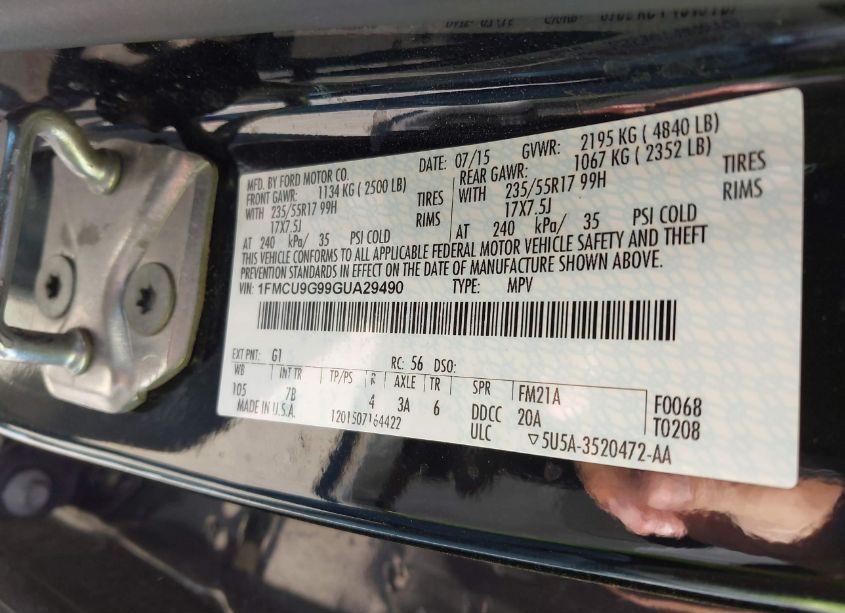 MFD. BY FORD MOTOR CO.
DATE: 07/15 GVWR: 2195 KG ( 4840 LB)
FRONT GAWR: 1134 KG ( 2500 LB)
REAR GAWR: 1067 KG ( 2352 LB)
WITH 235/55R17 99H TIRES
WITH 235/55R17 99H TIRES
17X7.5J RIMS
17X7.5J RIMS
AT 240 kPa/ 35 PSI COLD
AT 240 kPa/ 35 PSI COLD
THIS VEHICLE CONFORMS TO ALL APPLICABLE FEDERAL MOTOR VEHICLE SAFETY AND THEFT
PREVENTION STANDARDS IN EFFECT ON THE DATE OF MANUFACTURE SHOWN ABOVE.
VIN: 1FMCU9G99GUA29490 TYPE: MPV
EXT PNT: G1 RC: 56 DSO:
WB INT TR TP/PS R AXLE TR SPR FM21A F0068
105 7B 4 3A 6 DDCC 20A T0208
MADE IN U.S.A. 1201507164422 ULC ▽5U5A-3520472-AA